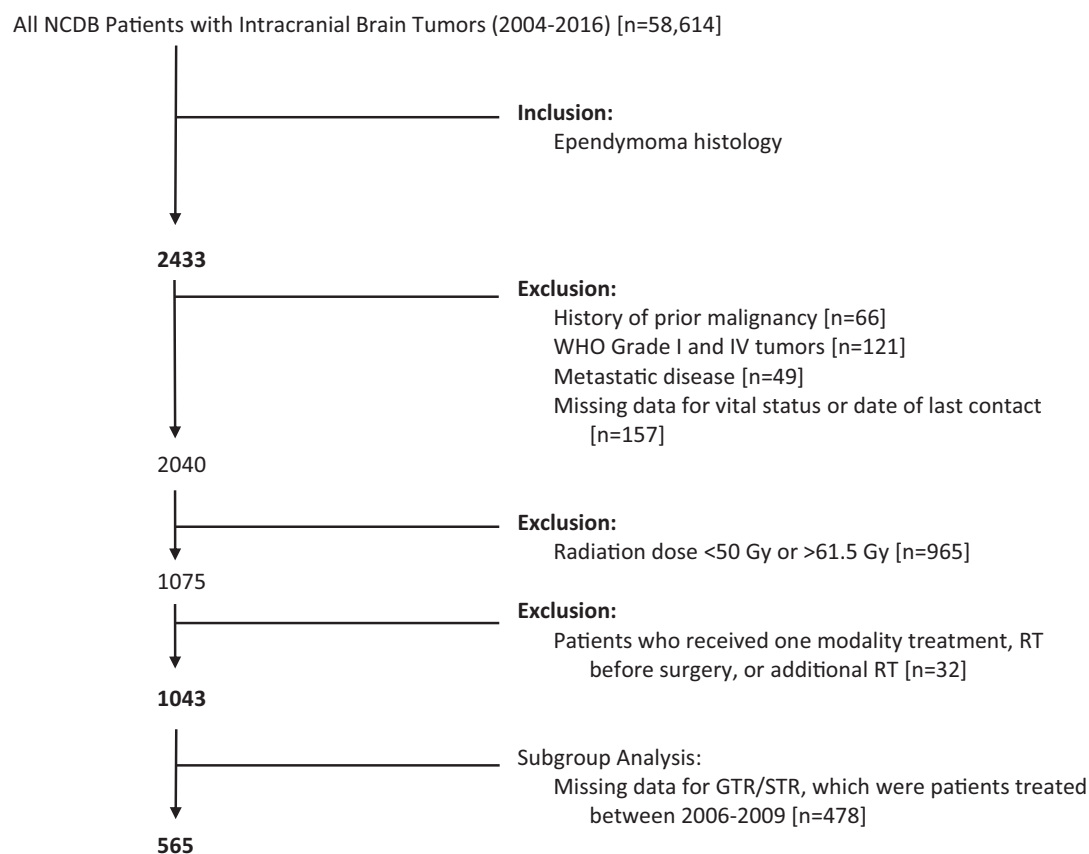 All NCDB Patients with Intracranial Brain Tumors (2004-2016) [n=58,614]
Inclusion:
Ependymoma histology
2433
Exclusion:
History of prior malignancy [n=66]
WHO Grade I and IV tumors [n=121]
Metastatic disease [n=49]
Missing data for vital status or date of last contact
[n=157]
2040
Exclusion:
Radiation dose <50 Gy or >61.5 Gy [n=965]
1075
Exclusion:
Patients who received one modality treatment, RT
before surgery, or additional RT [n=32]
1043
Subgroup Analysis:
Missing data for GTR/STR, which were patients treated
between 2006-2009 [n=478]
565